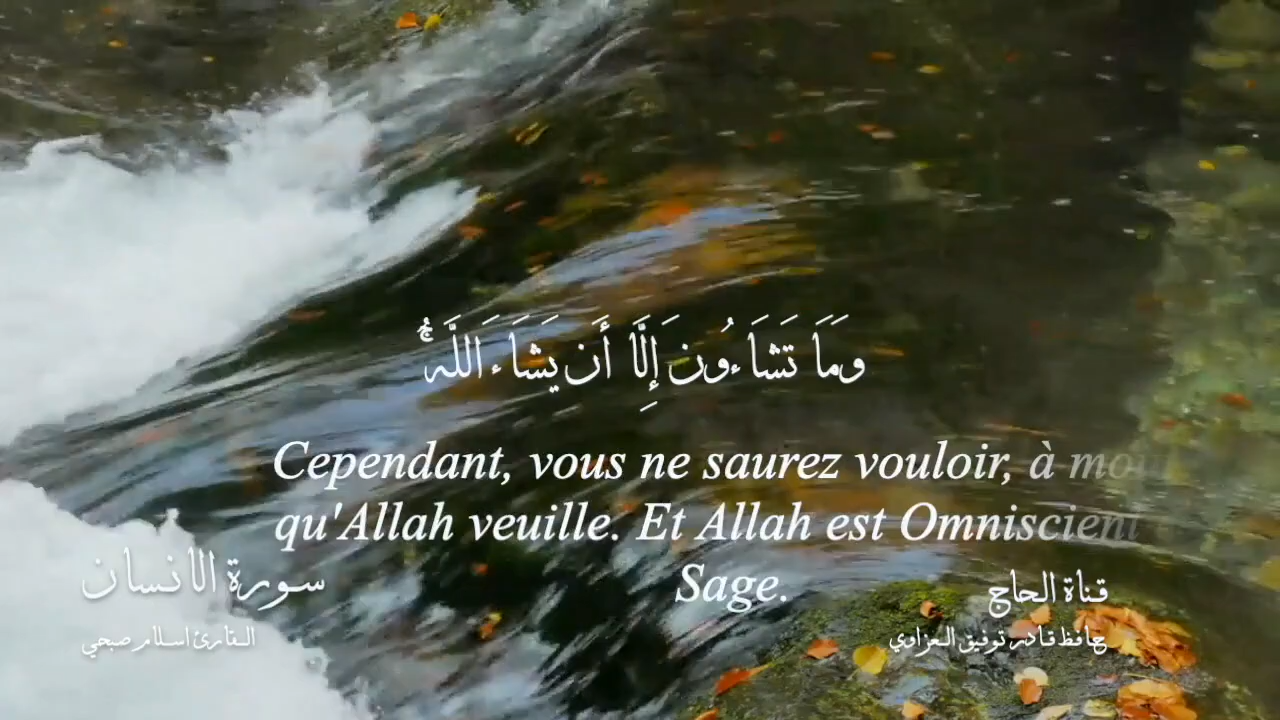 وَمَا تَشَاءُونَ إِلَّا أَن يَشَاءَ اللَّهُ ۚ
Cependant, vous ne saurez vouloir, à
qu'Allah veuille. Et Allah est Omniscient
Sage.
سورة الانسان
القارئ اسلام صبحي
قناة الحاج
حافظ قادر توفيق العزاوي